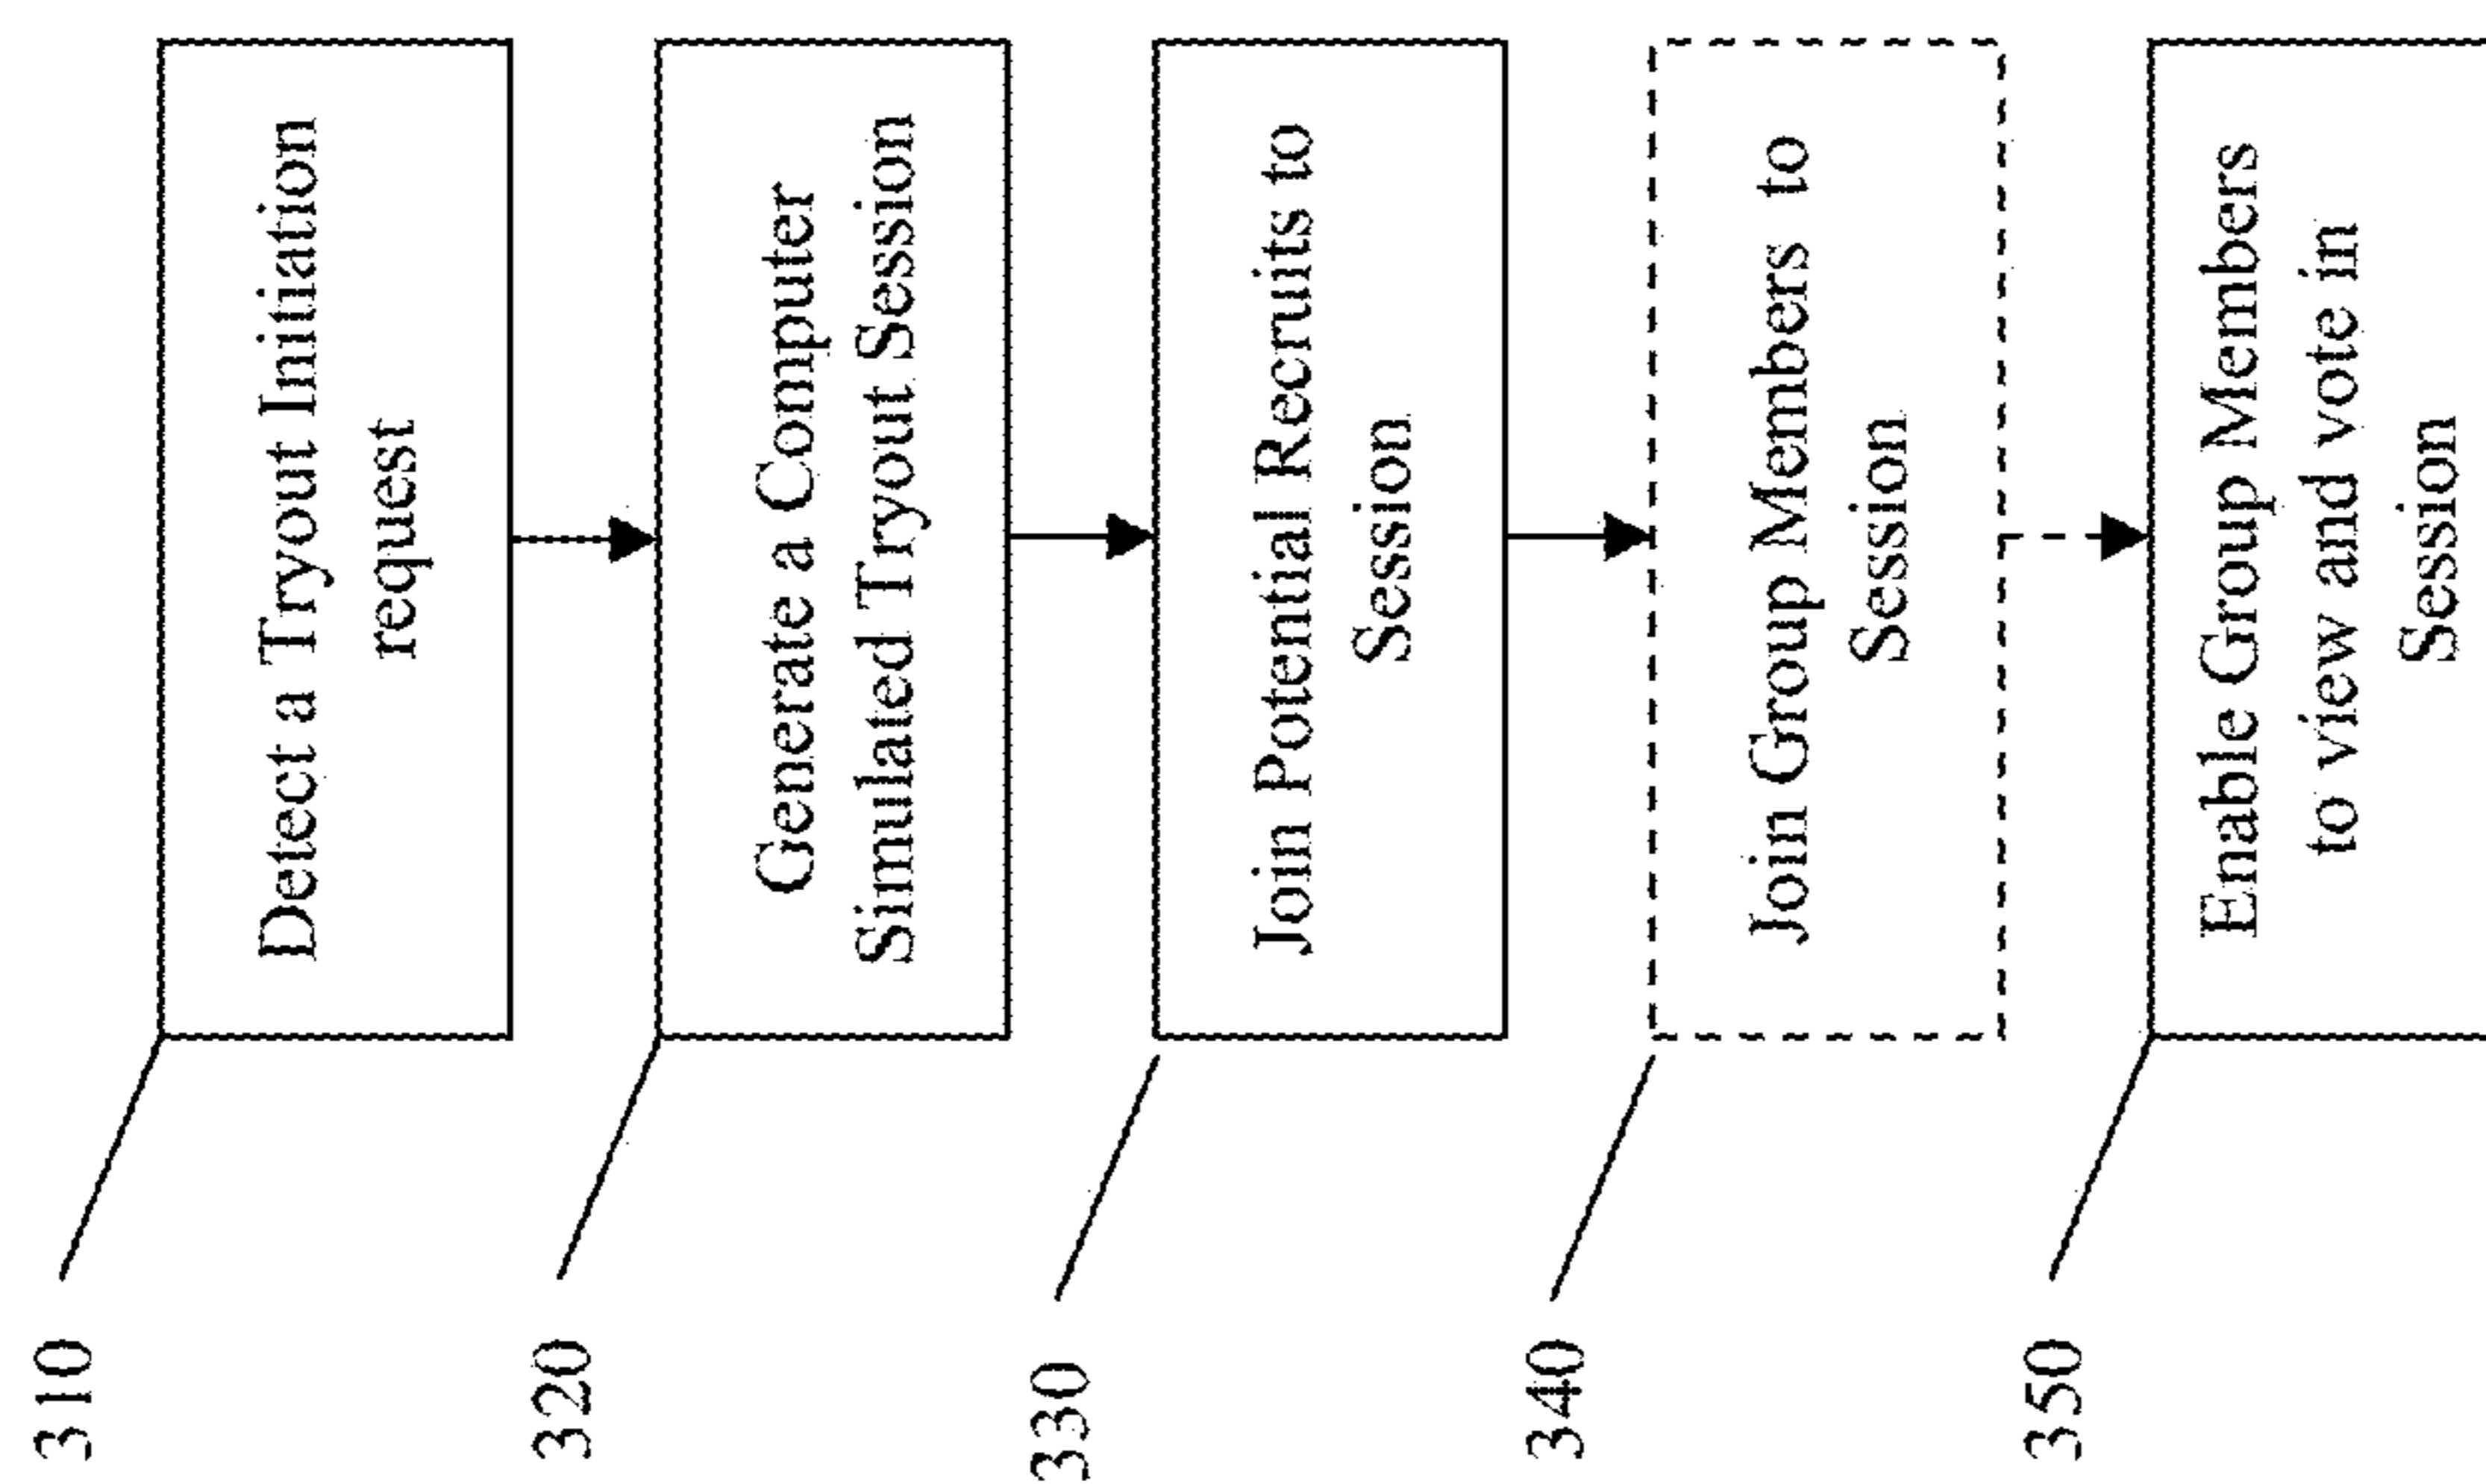 310
Detect a Tryout Initiation
request
320
Generate a Computer
Simulated Tryout Session
330
Join Potential Recruits to
Session
340
Join Group Members to
Session
350
Enable Group Members
to view and vote in
Session